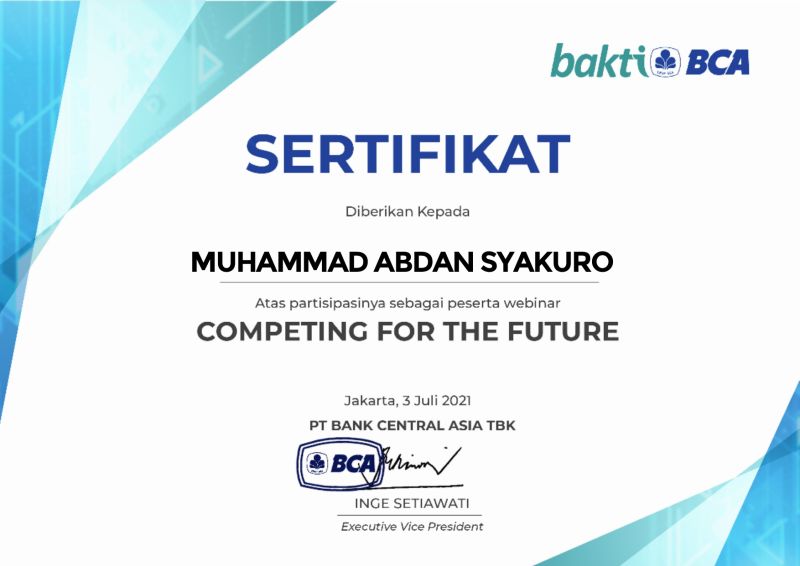 bakti BCA
SERTIFIKAT
Diberikan Kepada
MUHAMMAD ABDAN SYAKURO
Atas partisipasinya sebagai peserta webinar
COMPETING FOR THE FUTURE
Jakarta, 3 Juli 2021
PT BANK CENTRAL ASIA TBK
BCA
INGE SETIAWATI
Executive Vice President